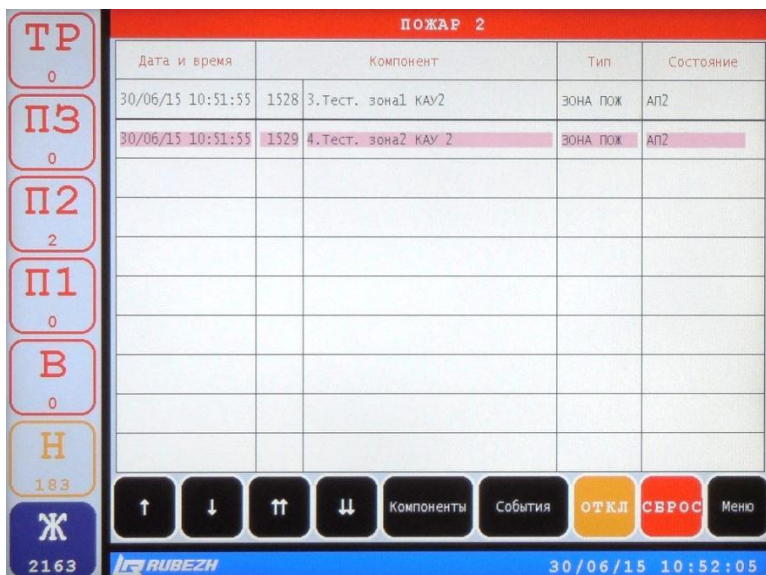 ПОЖАР 2
ТР
0
ПЗ
0
П2
2
П1
0
В
0
Н
183
Ж
2163
Дата и время Компонент Тип Состояние
30/06/15 10:51:55 1528 3.Тест. зона1 КАУ2 ЗОНА ПОЖ АП2
30/06/15 10:51:55 1529 4.Тест. зона2 КАУ 2 ЗОНА ПОЖ АП2
↑ ↓ ⇈ ⇊ Компоненты События ОТКЛ СБРОС Меню
RUBEZH 30/06/15 10:52:05